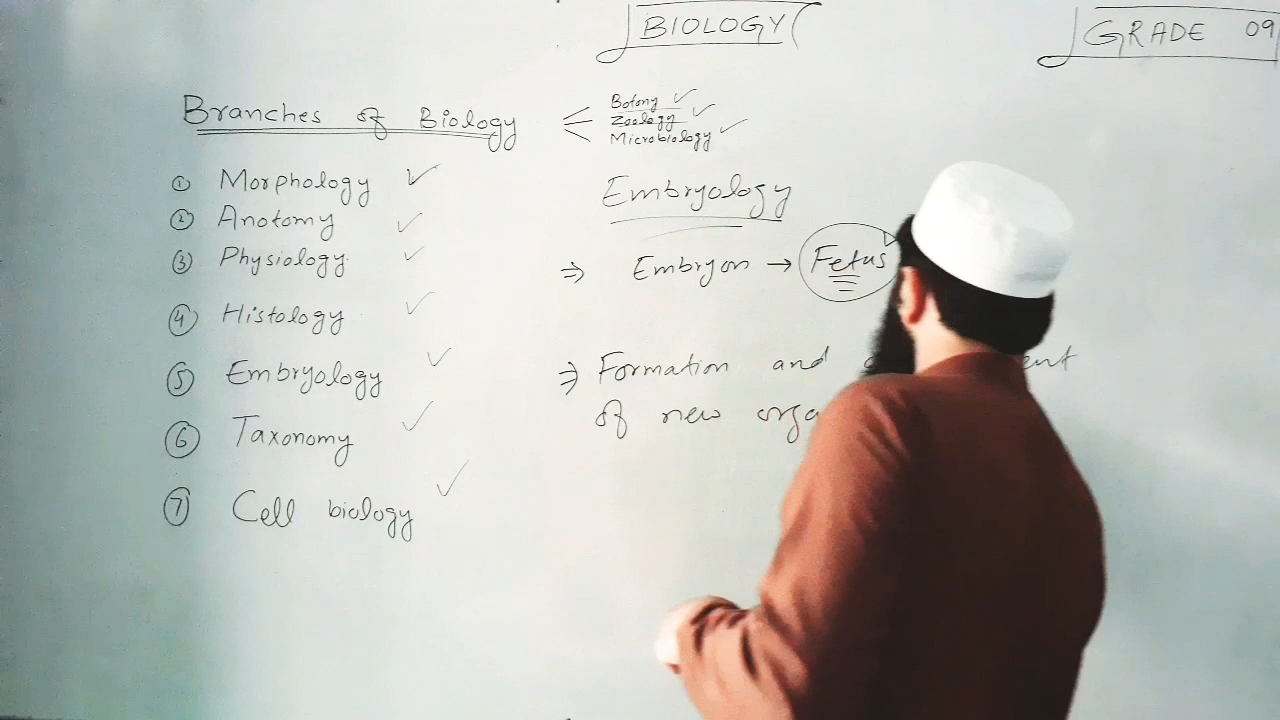 BIOLOGY
GRADE 09
Branches of Biology
Botany ✓
Zoology ✓
Microbiology ✓
① Morphology ✓
② Anotomy ✓
③ Physiology ✓
④ Histology ✓
⑤ Embryology ✓
⑥ Taxonomy ✓
⑦ Cell biology ✓
Embryology
⇒ Embryon → Fetus
⇒ Formation and
of new